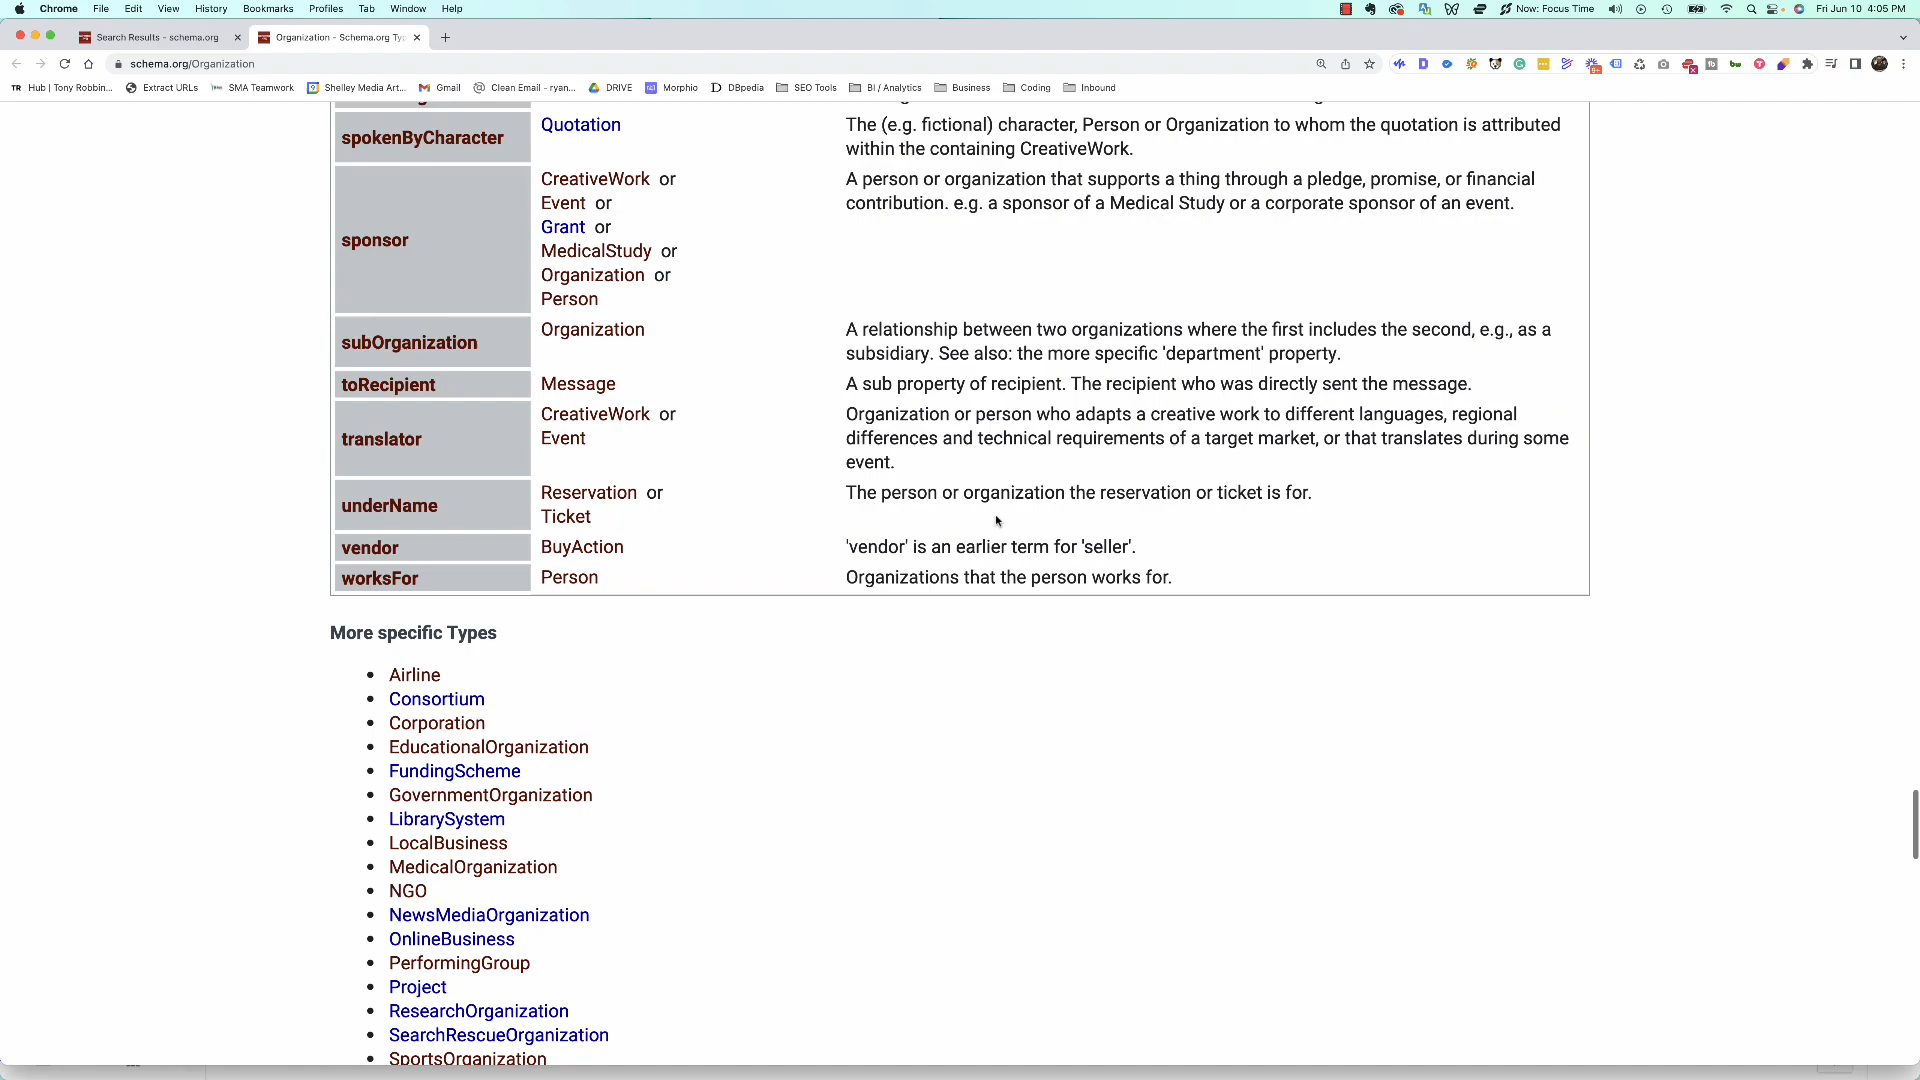 Chrome File Edit View History Bookmarks Profiles Tab Window Help Now: Focus Time Fri Jun 10 4:05 PM
Search Results - schema.org Organization - Schema.org Typ
schema.org/Organization
TR Hub | Tony Robbin... Extract URLs SMA Teamwork Shelley Media Art... Gmail Clean Email - ryan... DRIVE Morphio DBpedia SEO Tools BI / Analytics Business Coding Inbound
spokenByCharacter Quotation The (e.g. fictional) character, Person or Organization to whom the quotation is attributed
within the containing CreativeWork.
sponsor CreativeWork or A person or organization that supports a thing through a pledge, promise, or financial
Event or contribution. e.g. a sponsor of a Medical Study or a corporate sponsor of an event.
Grant or
MedicalStudy or
Organization or
Person
subOrganization Organization A relationship between two organizations where the first includes the second, e.g., as a
subsidiary. See also: the more specific 'department' property.
toRecipient Message A sub property of recipient. The recipient who was directly sent the message.
translator CreativeWork or Organization or person who adapts a creative work to different languages, regional
Event differences and technical requirements of a target market, or that translates during some
event.
underName Reservation or The person or organization the reservation or ticket is for.
Ticket
vendor BuyAction 'vendor' is an earlier term for 'seller'.
worksFor Person Organizations that the person works for.
More specific Types
Airline
Consortium
Corporation
EducationalOrganization
FundingScheme
GovernmentOrganization
LibrarySystem
LocalBusiness
MedicalOrganization
NGO
NewsMediaOrganization
OnlineBusiness
PerformingGroup
Project
ResearchOrganization
SearchRescueOrganization
SportsOrganization